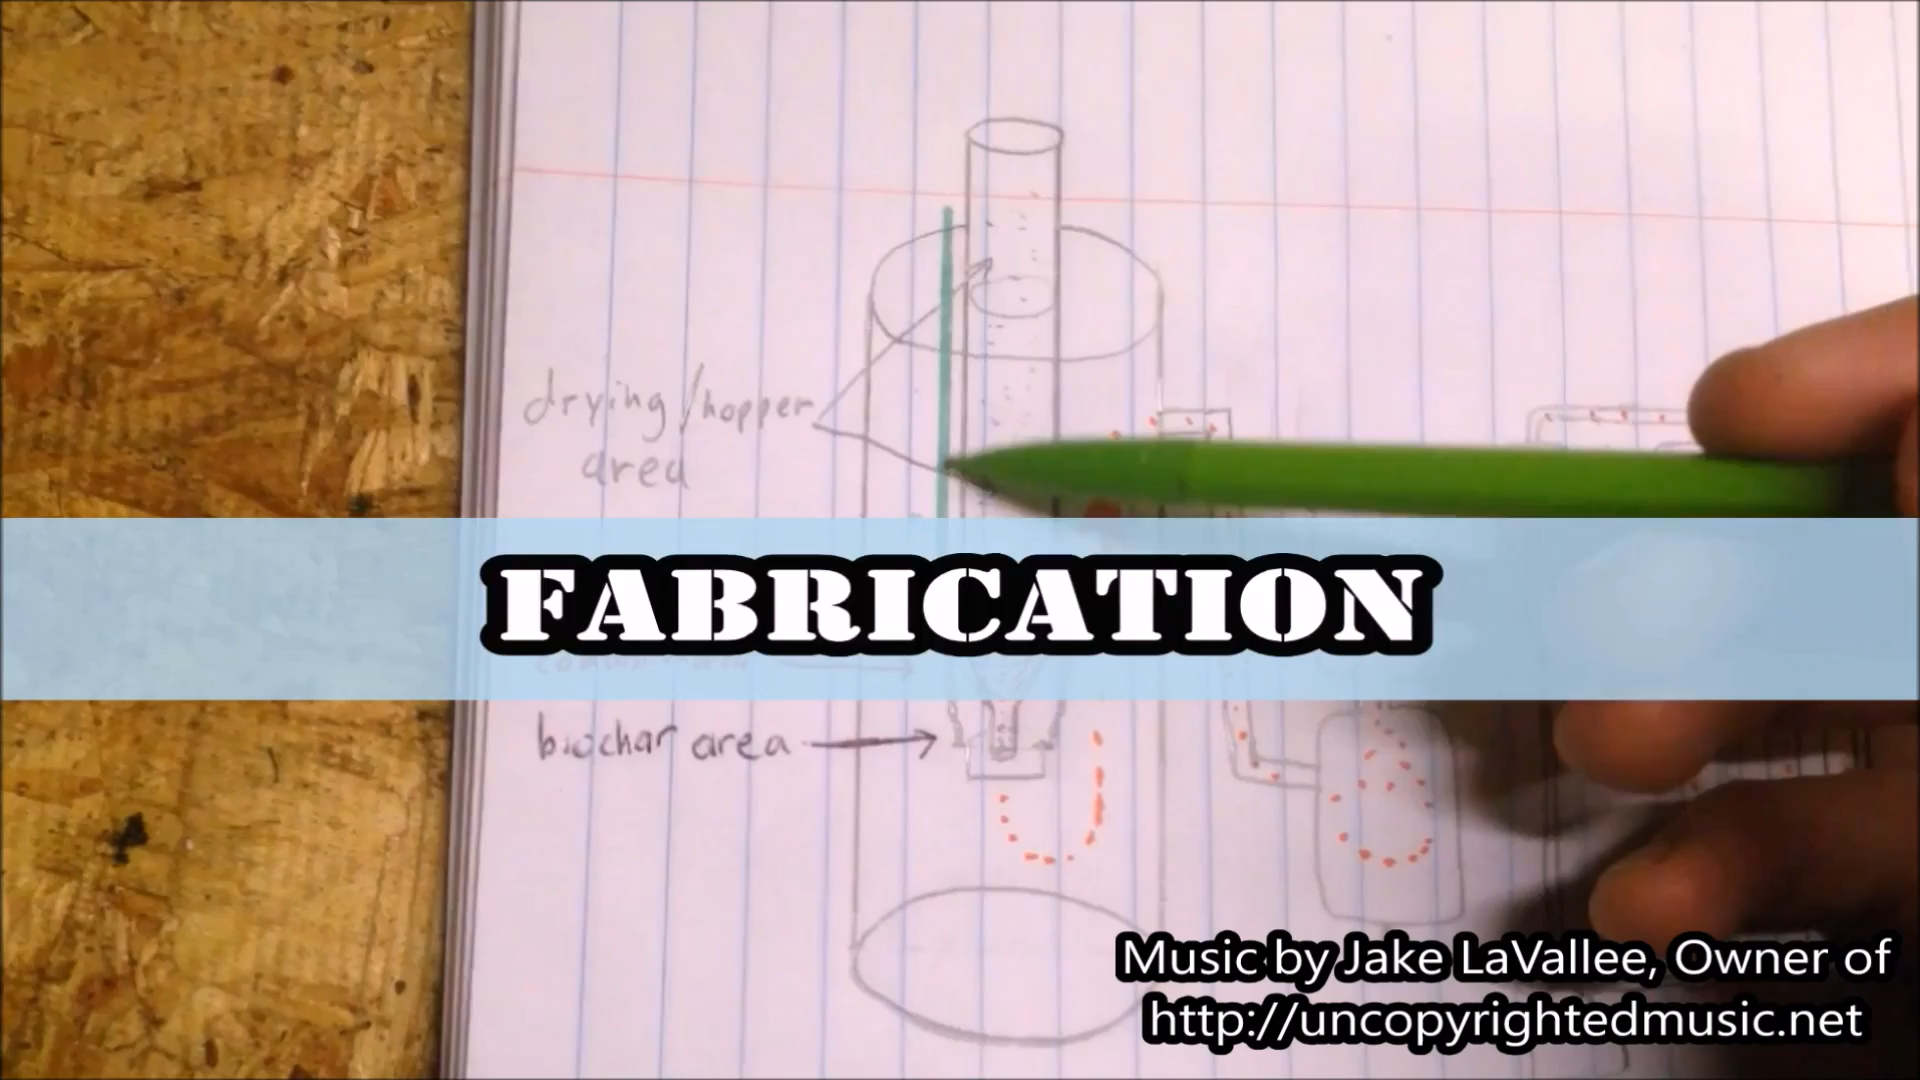 drying/hopper
area
FABRICATION
biochar area
Music by Jake LaVallee, Owner of
http://uncopyrightedmusic.net